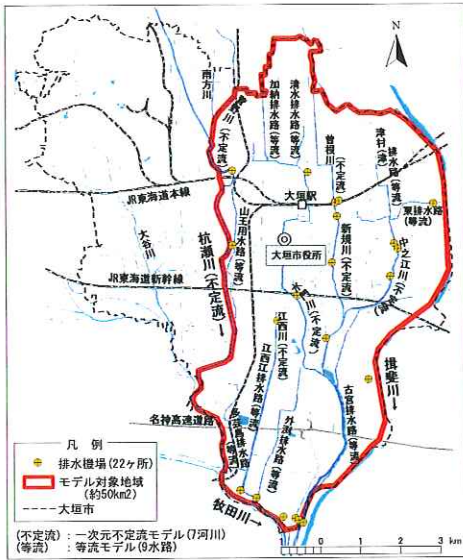 N
南方川
(不定流)
加納排水路(等流)
清水排水路(等流)
曽根川
(不定流)
津村(濠)
排水路(等流)
JR東海道本線
大垣駅
東排水路
(等流)
大谷川
杭瀬川(不定流)→
山王用水路(等流)
大垣市役所
新規川(不定流)
中之江川
(不定流)
JR東海道新幹線
水門川(不定流)
江西川(不定流)
揖斐川→
江西江排水路(等流)
古宮排水路(等流)
名神高速道路
外渕排水路(等流)
牧田川→
凡 例
排水機場(22ヶ所)
モデル対象地域
(約50km2)
大垣市
(不定流):一次元不定流モデル(7河川)
(等流) :等流モデル(9水路)
1 0 1 2 3 km